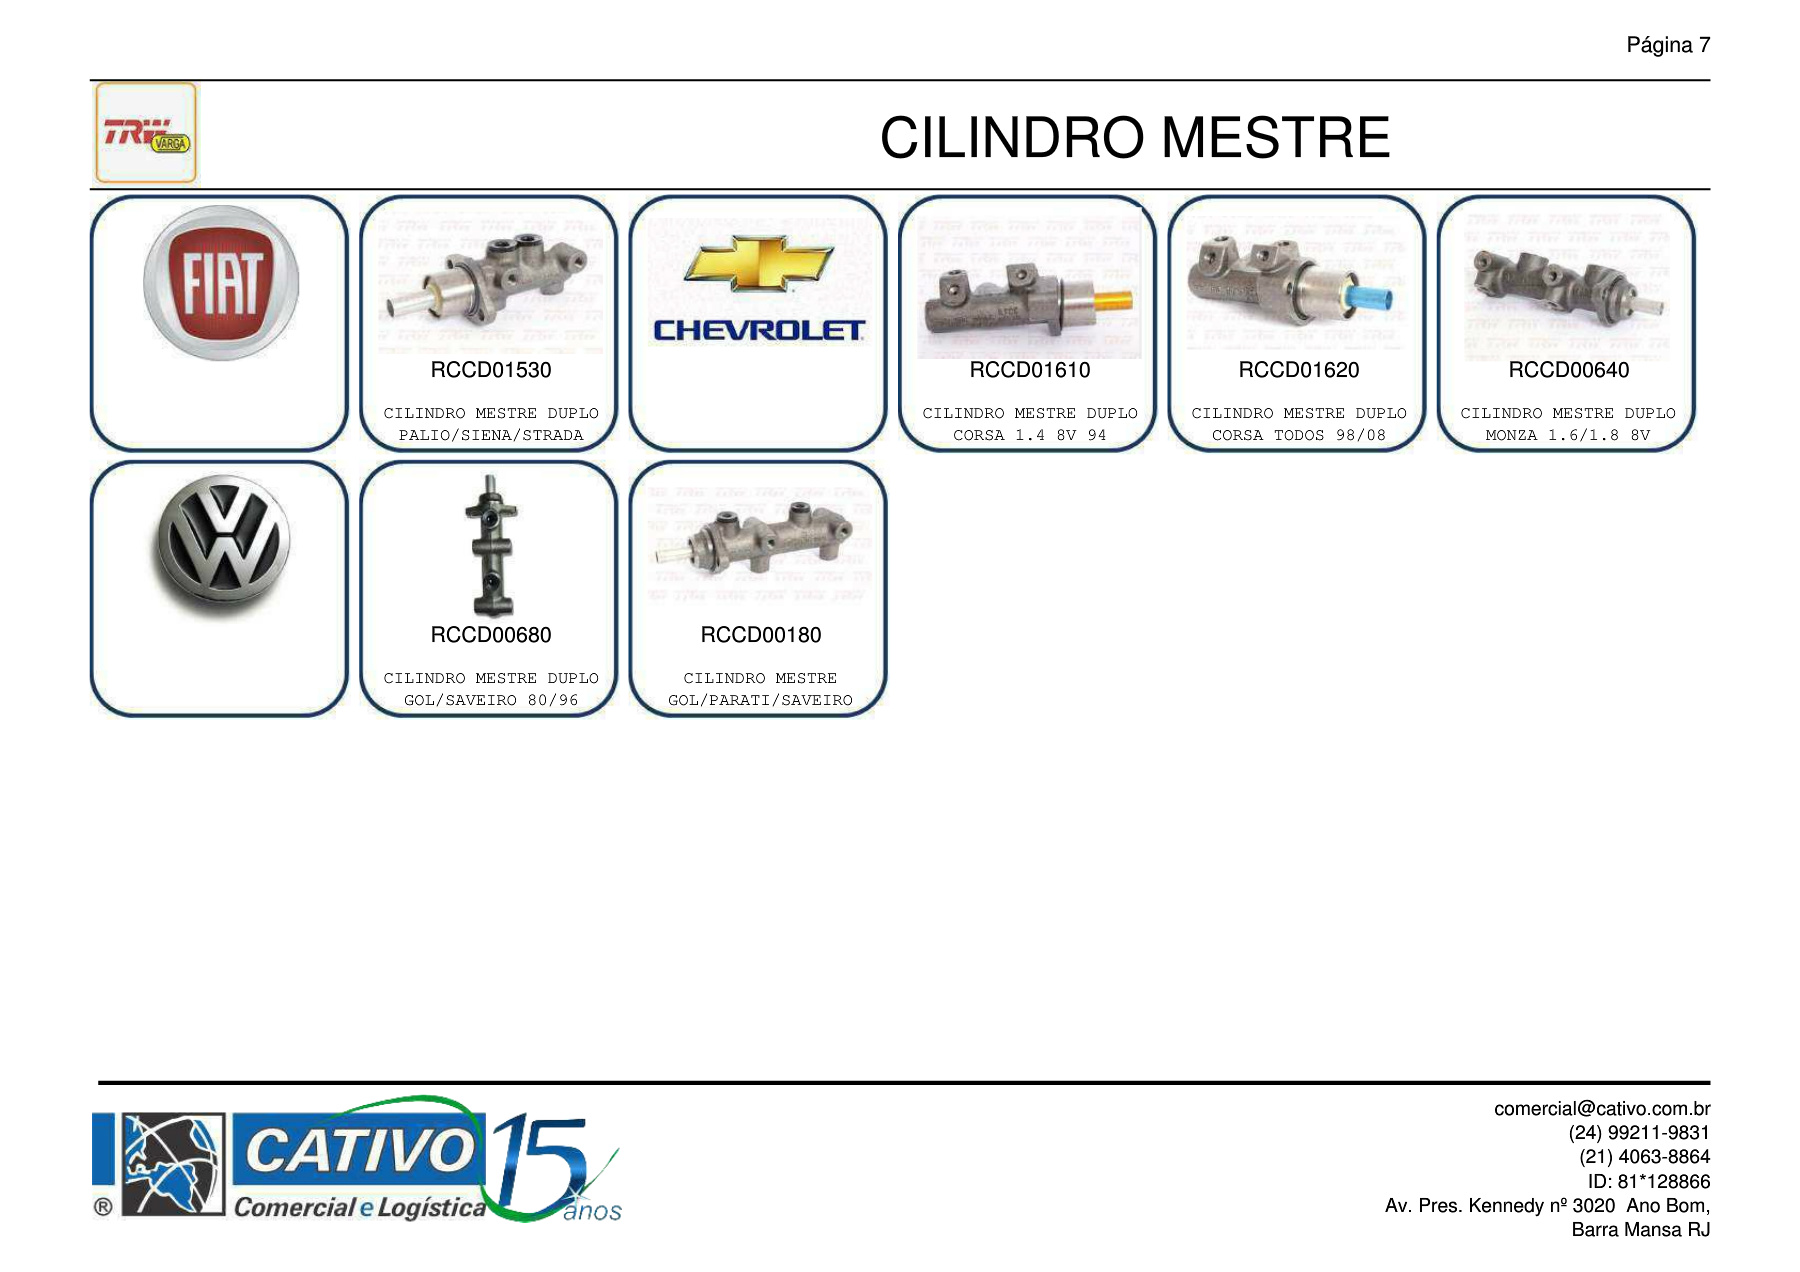 Página 7
TRW
VARGA
CILINDRO MESTRE
FIAT
RCCD01530
CILINDRO MESTRE DUPLO
PALIO/SIENA/STRADA
CHEVROLET
RCCD01610
CILINDRO MESTRE DUPLO
CORSA 1.4 8V 94
RCCD01620
CILINDRO MESTRE DUPLO
CORSA TODOS 98/08
RCCD00640
CILINDRO MESTRE DUPLO
MONZA 1.6/1.8 8V
RCCD00680
CILINDRO MESTRE DUPLO
GOL/SAVEIRO 80/96
RCCD00180
CILINDRO MESTRE
GOL/PARATI/SAVEIRO
CATIVO 15 anos
® Comercial e Logística
comercial@cativo.com.br
(24) 99211-9831
(21) 4063-8864
ID: 81*128866
Av. Pres. Kennedy nº 3020 Ano Bom,
Barra Mansa RJ